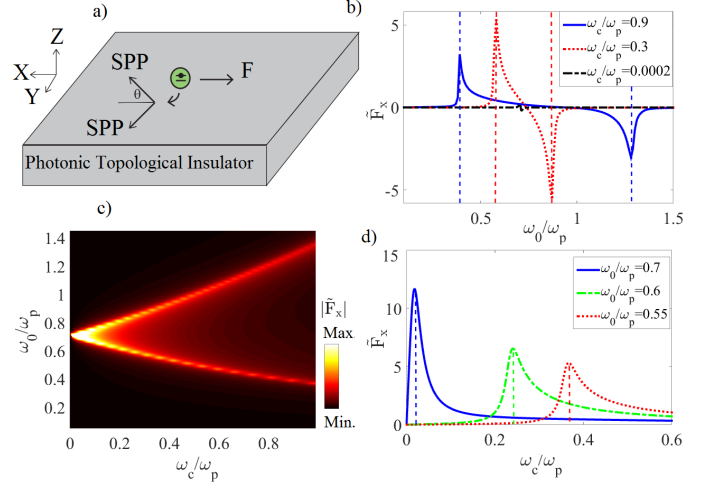 a)
Z
X
Y
SPP
SPP
θ
F
Photonic Topological Insulator
b)
F̃x
5
0
-5
0.5
1
1.5
ω0/ωp
ωc/ωp=0.9
ωc/ωp=0.3
ωc/ωp=0.0002
c)
ω0/ωp
1.4
1.2
1
0.8
0.6
0.4
0.2
0
0.2
0.4
0.6
0.8
ωc/ωp
|F̃x|
Max
Min.
d)
F̃x
15
10
5
0
0
0.2
0.4
0.6
ωc/ωp
ω0/ωp=0.7
ω0/ωp=0.6
ω0/ωp=0.55